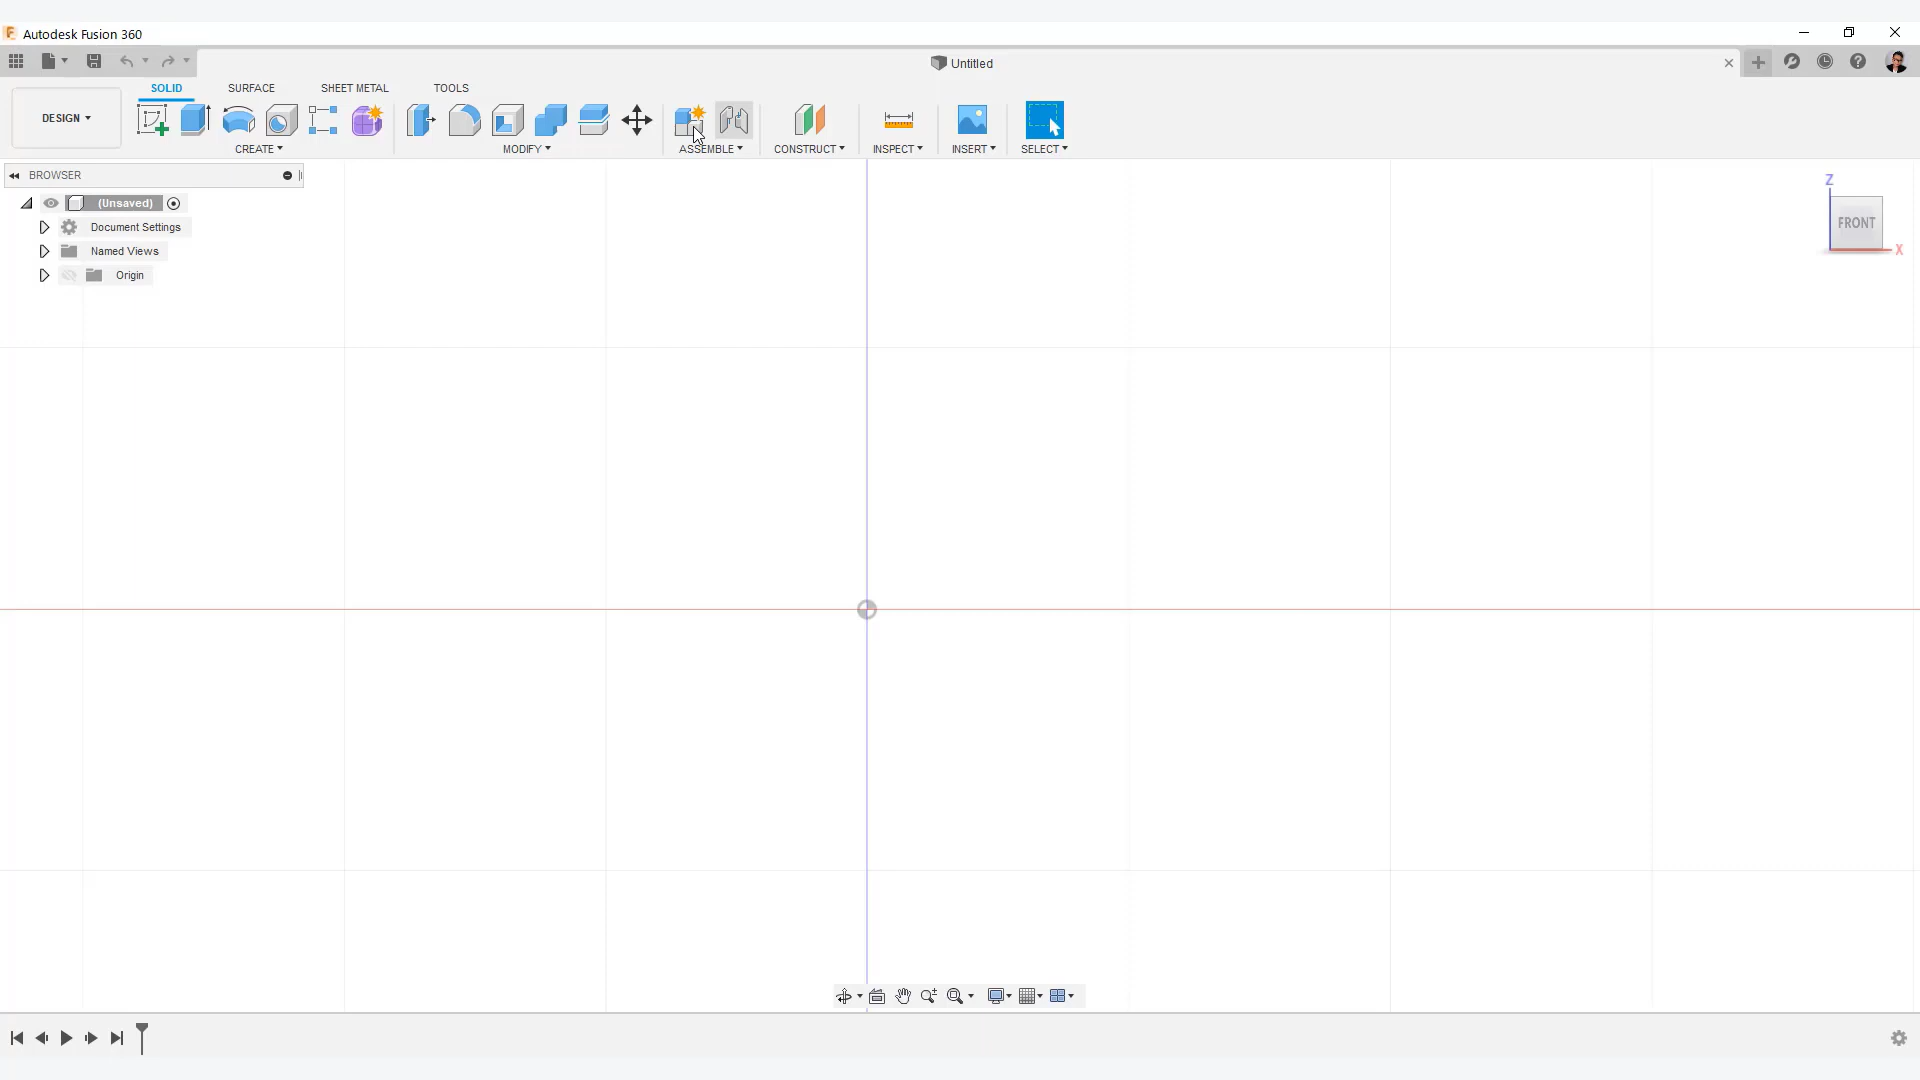 Autodesk Fusion 360
Untitled
SOLID SURFACE SHEET METAL TOOLS
DESIGN
CREATE MODIFY ASSEMBLE CONSTRUCT INSPECT INSERT SELECT
BROWSER
(Unsaved)
Document Settings
Named Views
Origin
Z
FRONT
X